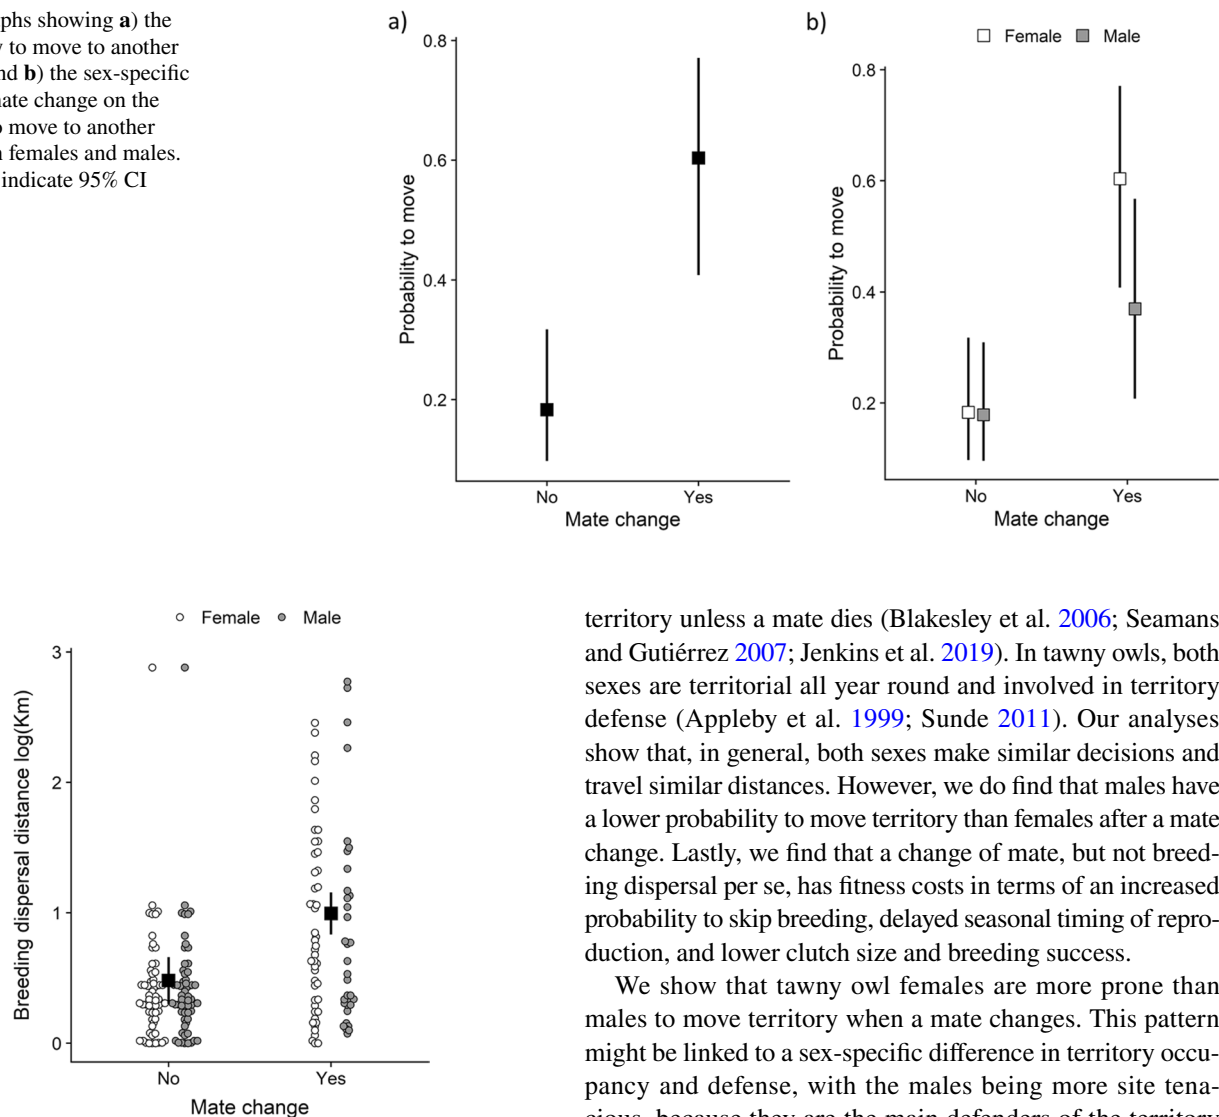 phs showing a) the
to move to another
nd b) the sex-specific
ate change on the
move to another
females and males.
indicate 95% CI
a)
0.8
0.6
0.4
0.2
Probability to move
No
Yes
Mate change
b)
Female Male
0.8
0.6
0.4
0.2
Probability to move
No
Yes
Mate change
Female Male
3
2
1
0
Breeding dispersal distance log(Km)
No
Yes
Mate change
territory unless a mate dies (Blakesley et al. 2006; Seamans
and Gutiérrez 2007; Jenkins et al. 2019). In tawny owls, both
sexes are territorial all year round and involved in territory
defense (Appleby et al. 1999; Sunde 2011). Our analyses
show that, in general, both sexes make similar decisions and
travel similar distances. However, we do find that males have
a lower probability to move territory than females after a mate
change. Lastly, we find that a change of mate, but not breed-
ing dispersal per se, has fitness costs in terms of an increased
probability to skip breeding, delayed seasonal timing of repro-
duction, and lower clutch size and breeding success.
We show that tawny owl females are more prone than
males to move territory when a mate changes. This pattern
might be linked to a sex-specific difference in territory occu-
pancy and defense, with the males being more site tena-
cious, because they are the main defenders of the territory